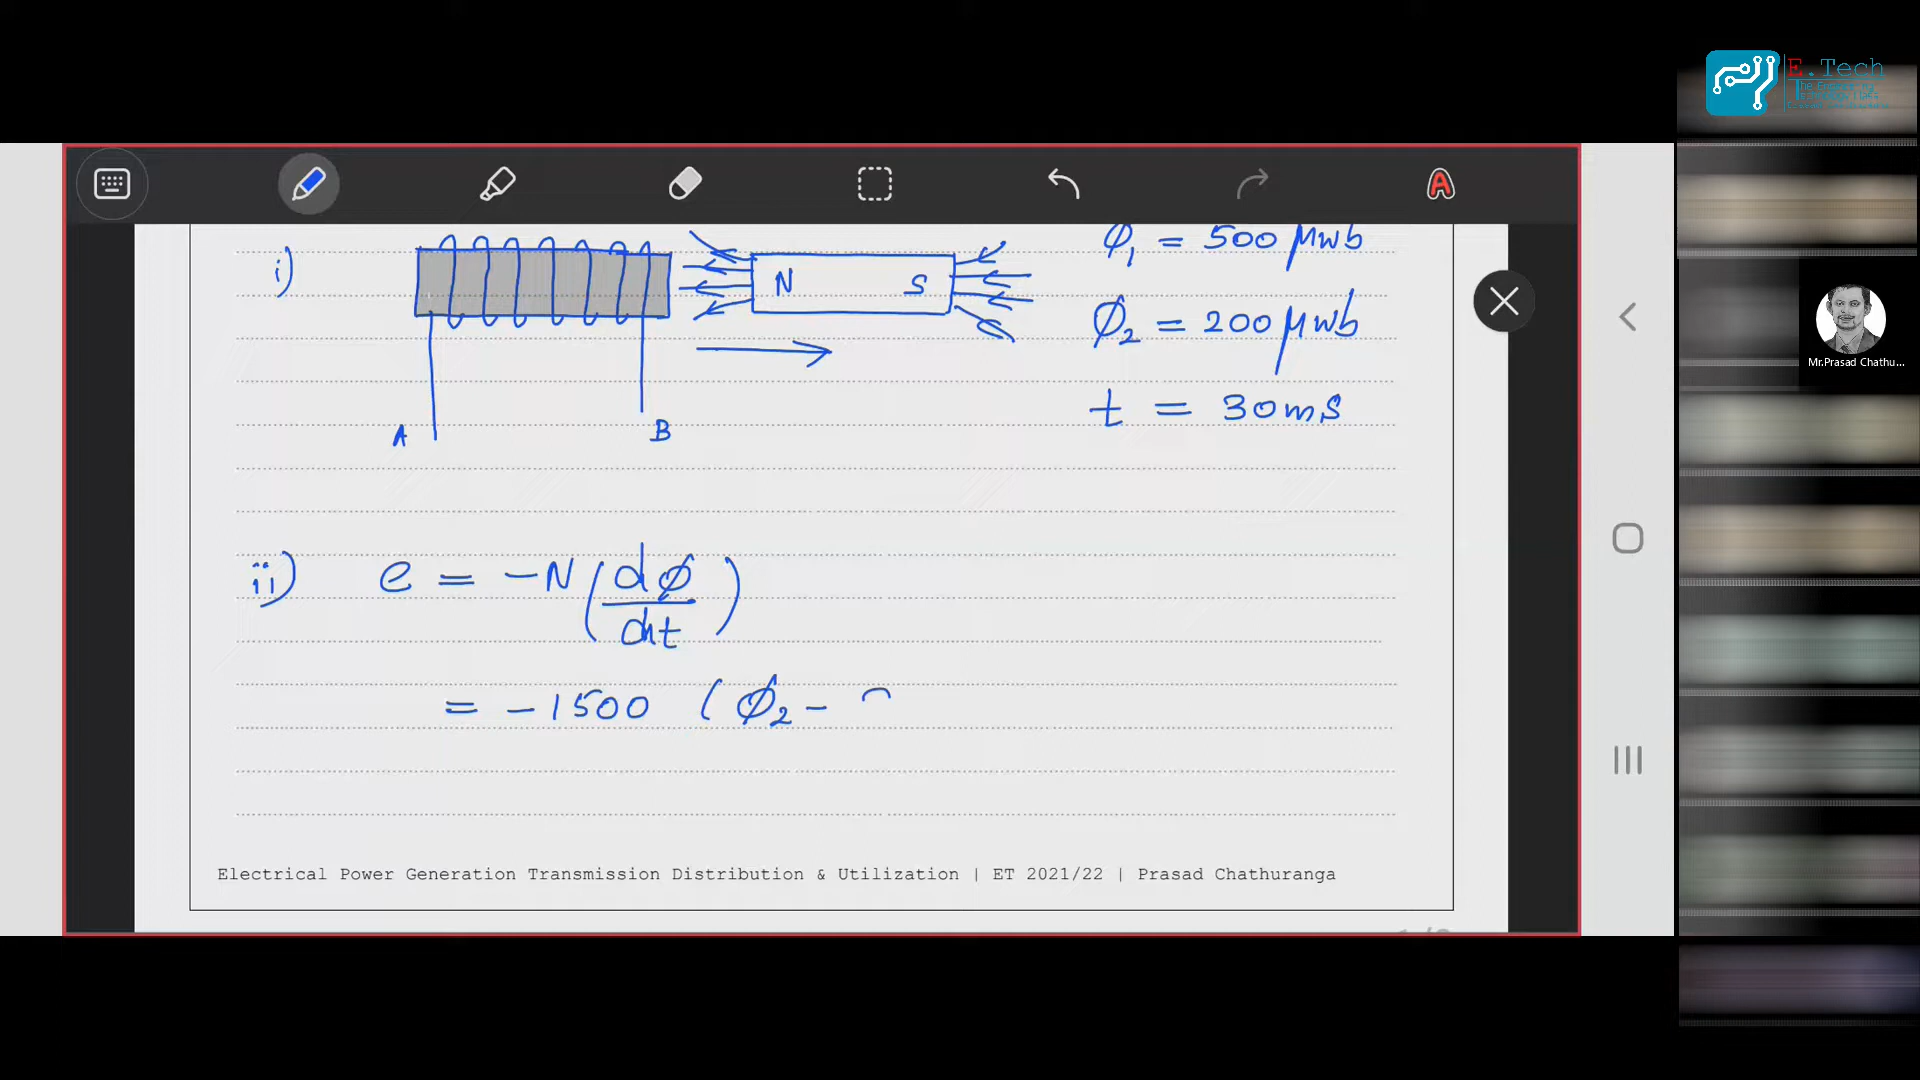 E.Tech
i)
N S
A B
ϕ₁ = 500 μwb
ϕ₂ = 200 μwb
t = 30ms
ii) e = -N (dϕ/dt)
= -1500 (ϕ₂ -
Electrical Power Generation Transmission Distribution & Utilization | ET 2021/22 | Prasad Chathuranga
Mr.Prasad Chathu...
A